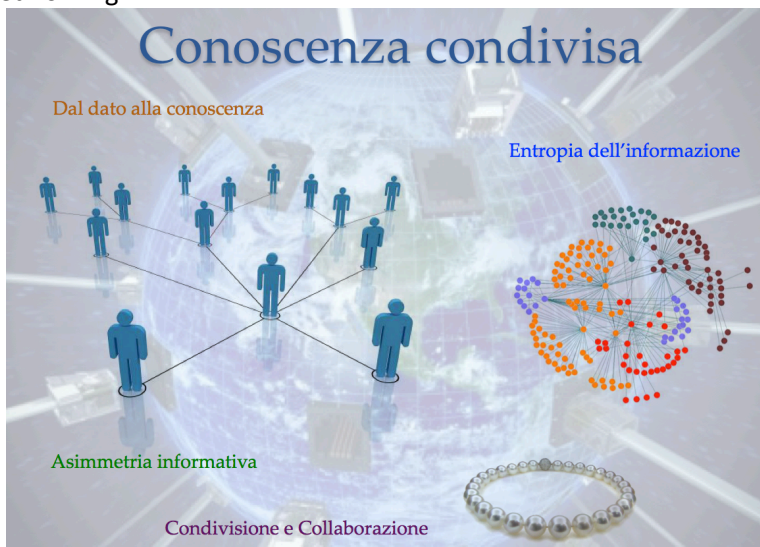 Conoscenza condivisa
Dal dato alla conoscenza
Entropia dell'informazione
Asimmetria informativa
Condivisione e Collaborazione